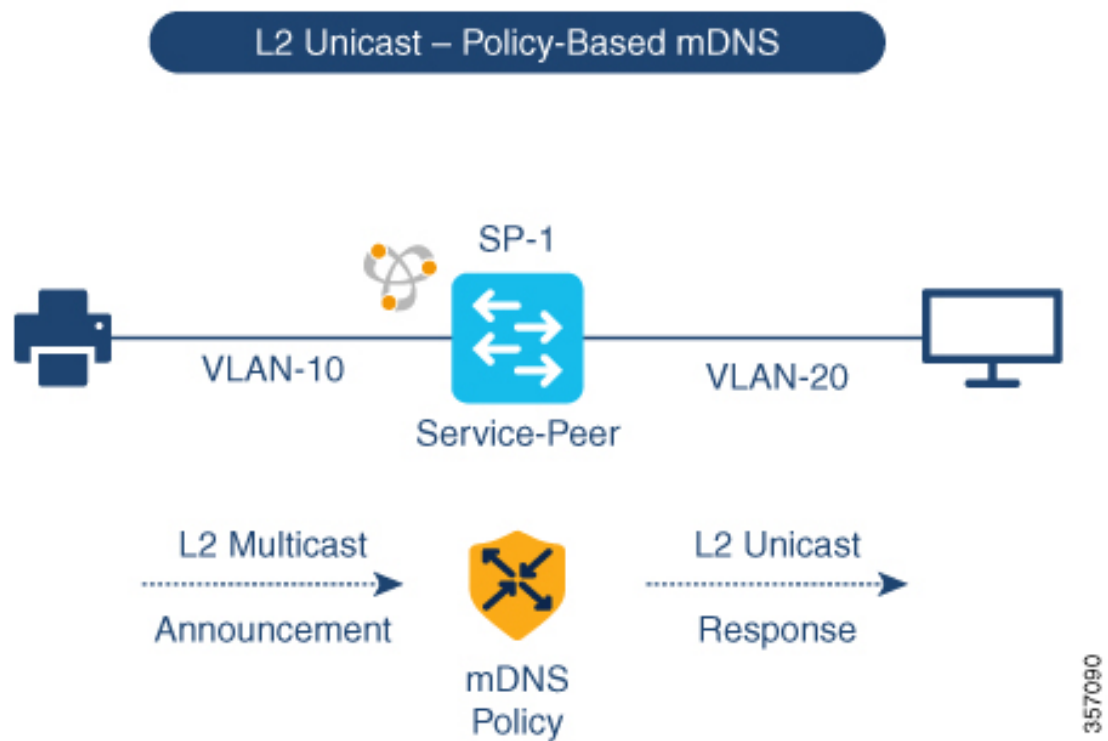 L2 Unicast – Policy-Based mDNS
SP-1
VLAN-10
VLAN-20
Service-Peer
L2 Multicast
Announcement
L2 Unicast
Response
mDNS
Policy
357090